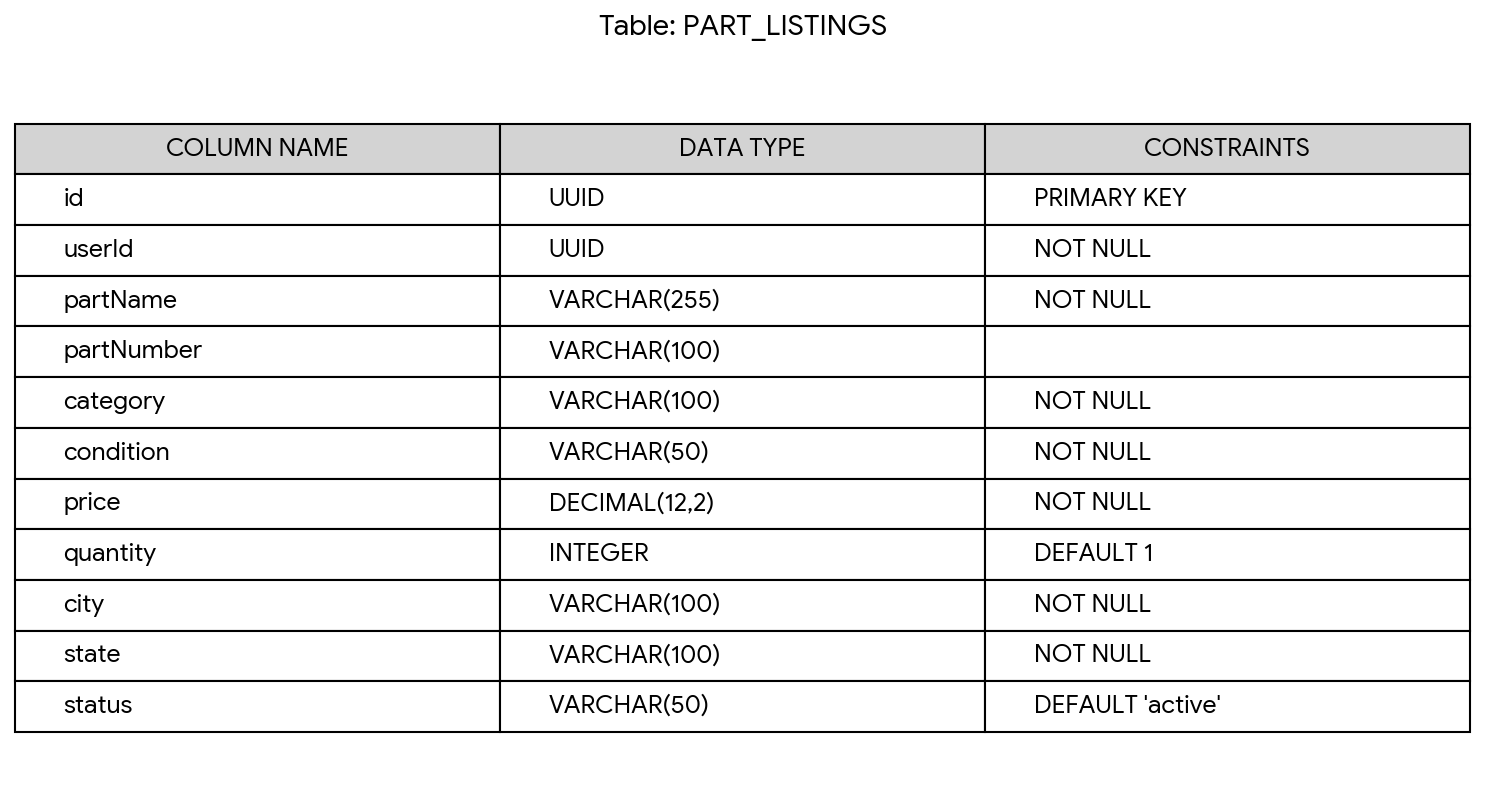 Table: PART_LISTINGS
COLUMN NAME DATA TYPE CONSTRAINTS
id UUID PRIMARY KEY
userId UUID NOT NULL
partName VARCHAR(255) NOT NULL
partNumber VARCHAR(100)
category VARCHAR(100) NOT NULL
condition VARCHAR(50) NOT NULL
price DECIMAL(12,2) NOT NULL
quantity INTEGER DEFAULT 1
city VARCHAR(100) NOT NULL
state VARCHAR(100) NOT NULL
status VARCHAR(50) DEFAULT 'active'